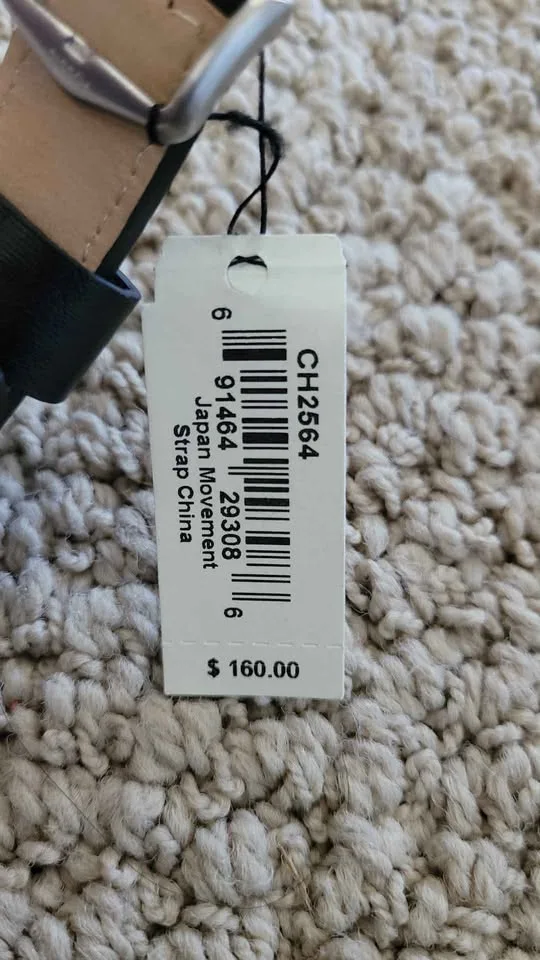 CH2564
6 91464 29308 6
Japan Movement
Strap China
$ 160.00